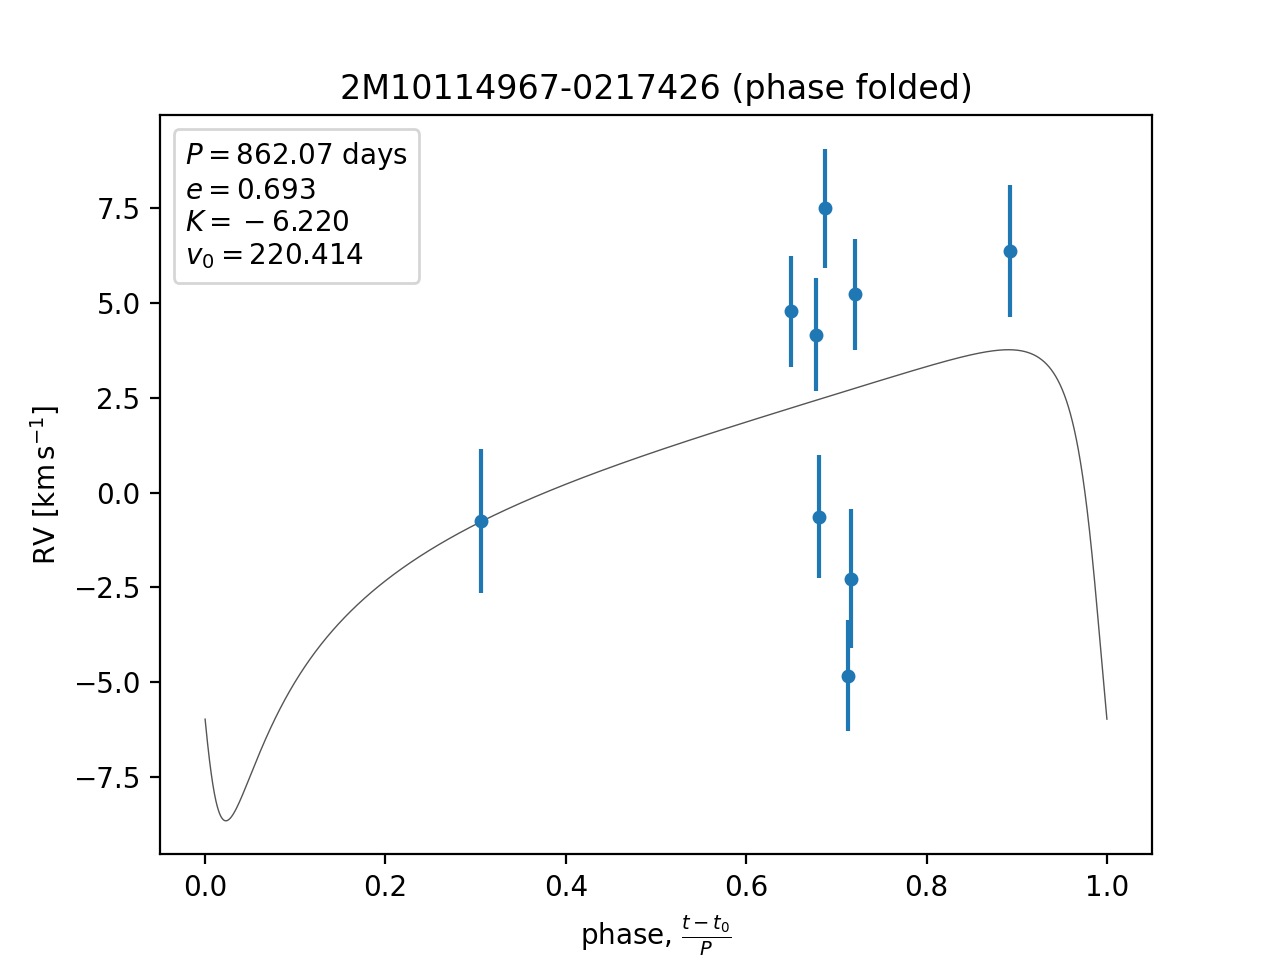 2M10114967-0217426 (phase folded)
P = 862.07 days
e = 0.693
K = −6.220
v₀ = 220.414
7.5
5.0
2.5
0.0
−2.5
−5.0
−7.5
RV [km s⁻¹]
0.0 0.2 0.4 0.6 0.8 1.0
phase, (t − t₀)/P